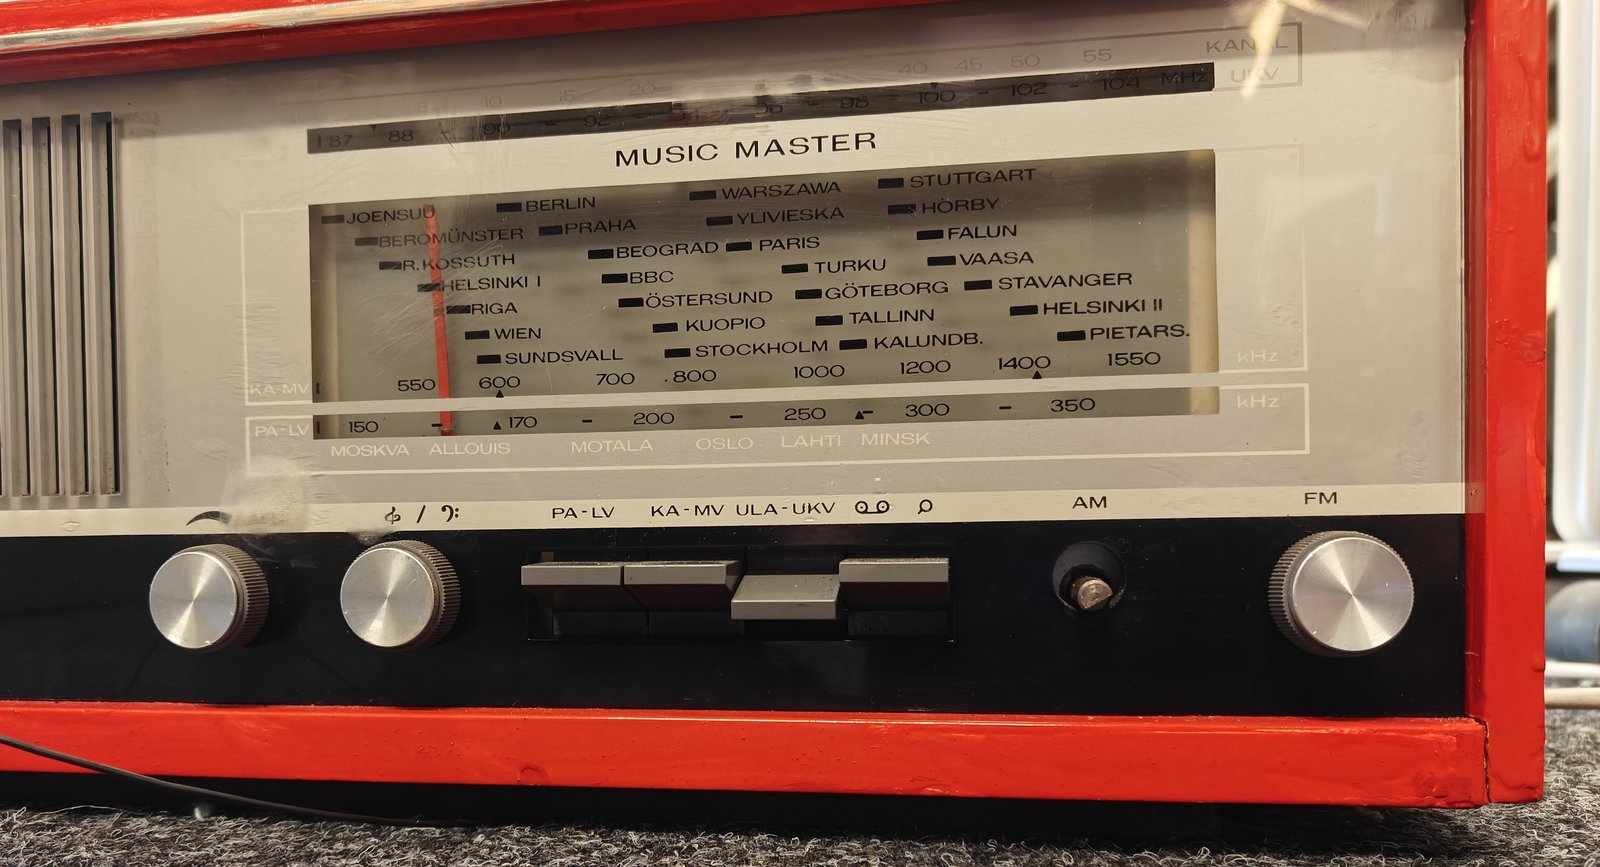 5 10 15 20 40 45 50 55 KANAL
UKV
87 88 - 90 - 92 96 - 98 - 100 - 102 - 104 MHz
MUSIC MASTER
JOENSUU BERLIN WARSZAWA STUTTGART
BEROMÜNSTER PRAHA YLIVIESKA HÖRBY
R.KOSSUTH BEOGRAD PARIS FALUN
HELSINKI I BBC TURKU VAASA
RIGA ÖSTERSUND GÖTEBORG STAVANGER
WIEN KUOPIO TALLINN HELSINKI II
SUNDSVALL STOCKHOLM KALUNDB. PIETARS.
KA-MV 550 600 700 800 1000 1200 1400 1550 kHz
PA-LV 150 - 170 - 200 - 250 - 300 - 350 kHz
MOSKVA ALLOUIS MOTALA OSLO LAHTI MINSK
PA-LV KA-MV ULA-UKV AM FM